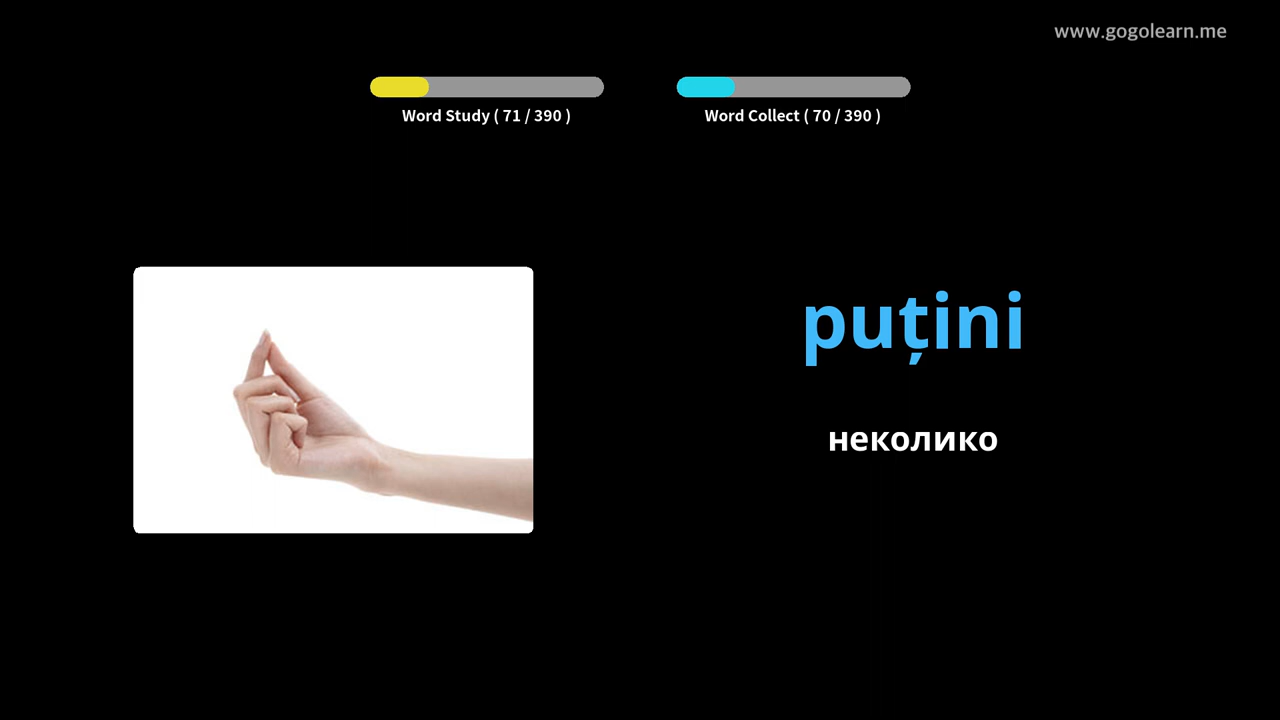 www.gogolearn.me
Word Study ( 71 / 390 )
Word Collect ( 70 / 390 )
puțini
неколико